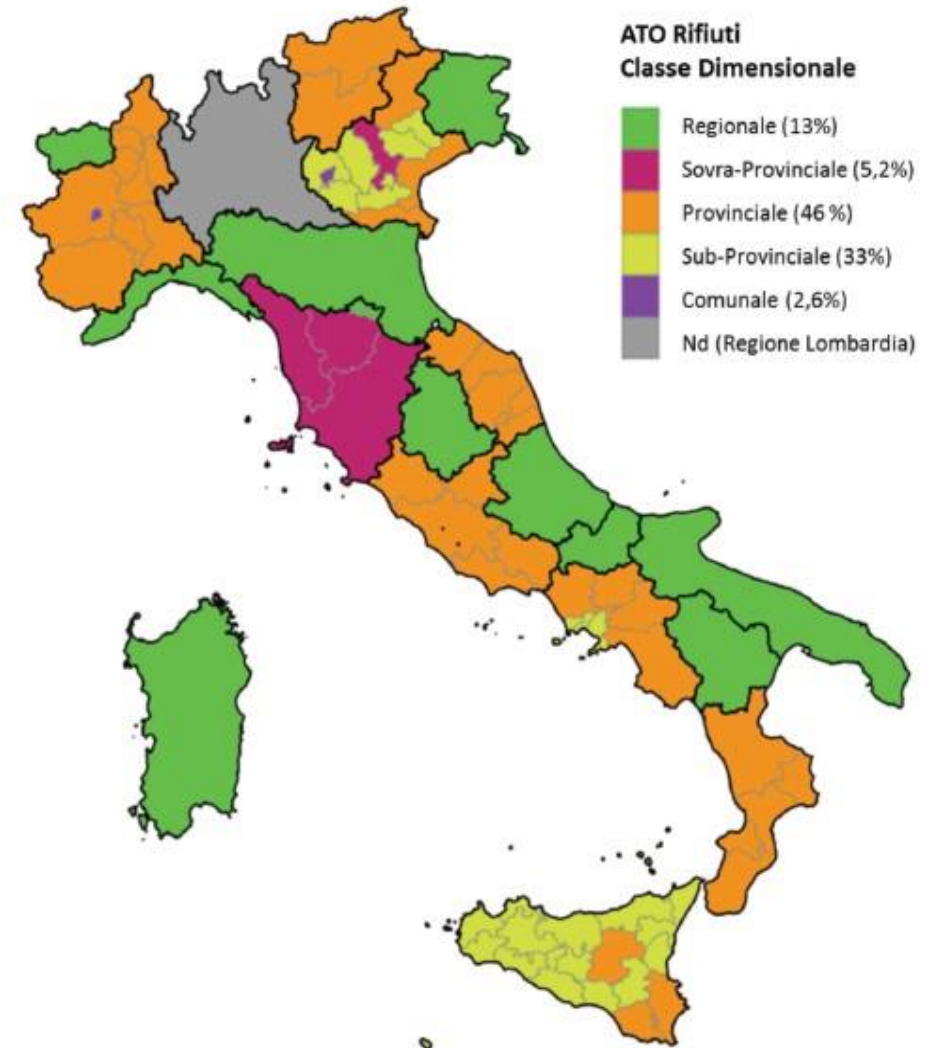 ATO Rifiuti
Classe Dimensionale
Regionale (13%)
Sovra-Provinciale (5,2%)
Provinciale (46 %)
Sub-Provinciale (33%)
Comunale (2,6%)
Nd (Regione Lombardia)